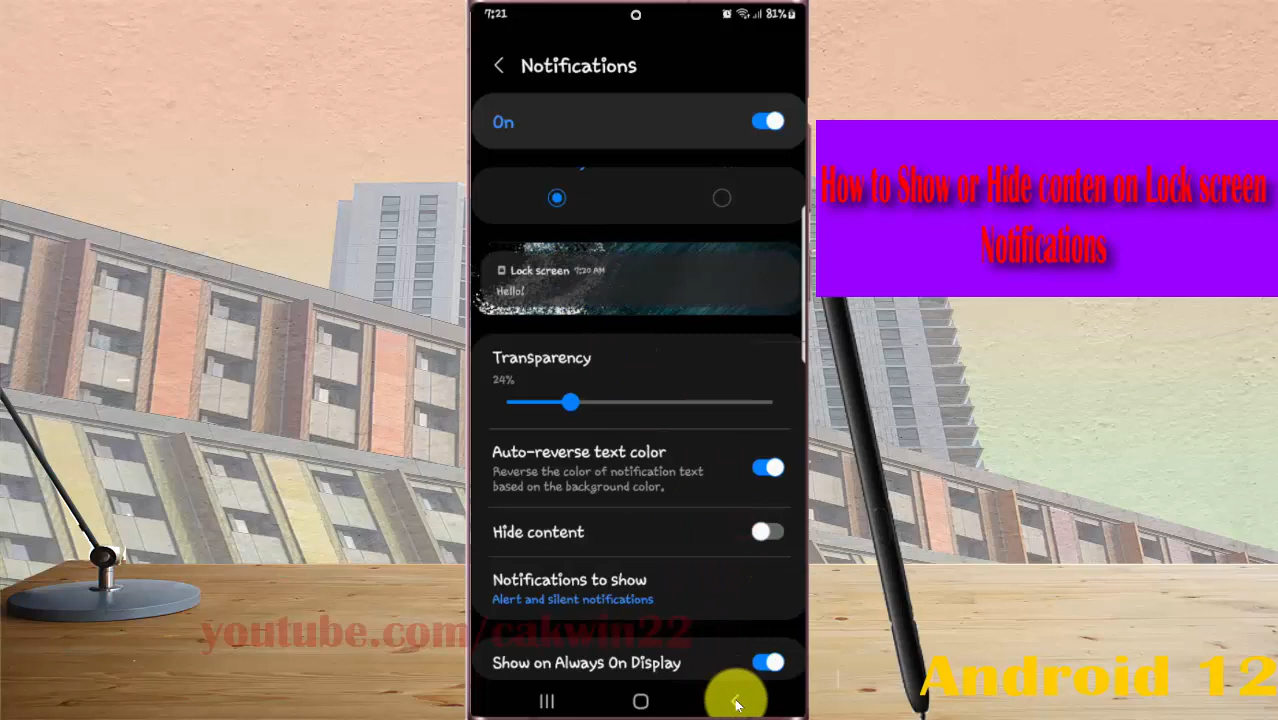 7:21
81%
Notifications
On
Lock screen 7:20 AM
Hello!
Transparency
24%
Auto-reverse text color
Reverse the color of notification text
based on the background color.
Hide content
Notifications to show
Alert and silent notifications
Show on Always On Display
How to Show or Hide conten on Lock screen
Notifications
youtube.com/cakwin22
Android 12